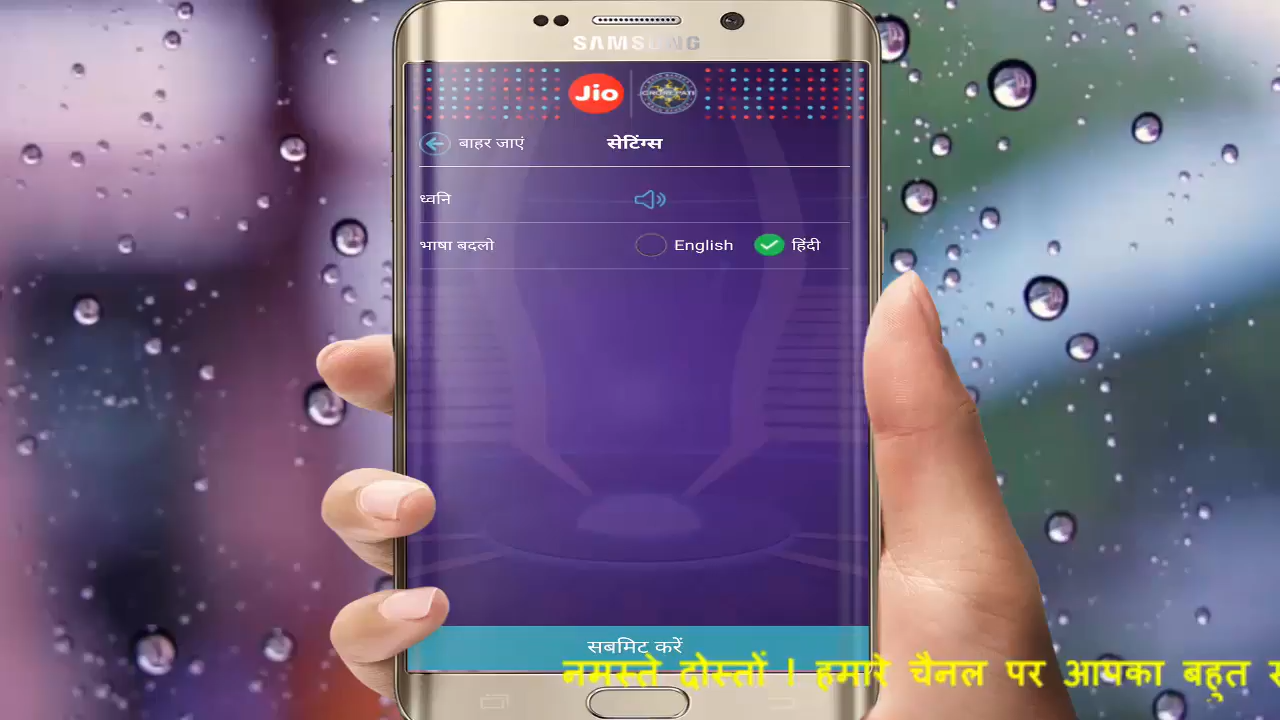 SAMSUNG
Jio
बाहर जाएं सेटिंग्स
ध्वनि
भाषा बदलो English हिंदी
सबमिट करें
नमस्ते दोस्तों ! हमारे चैनल पर आपका बहुत